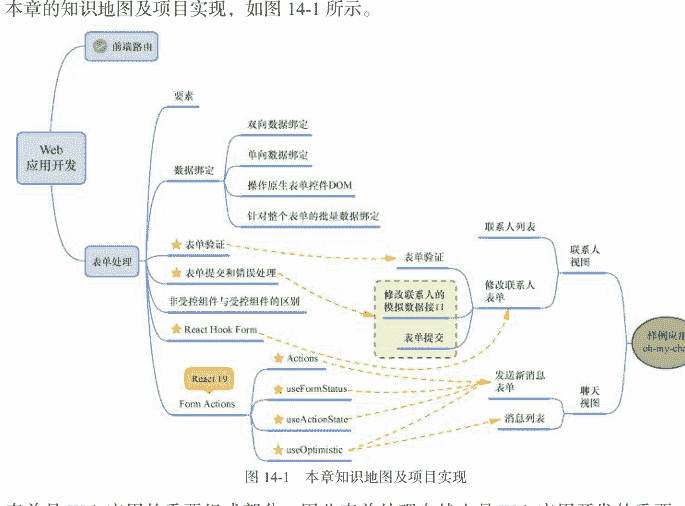 本章的知识地图及项目实现，如图 14-1 所示。
前端路由
Web
应用开发
表单处理
要素
数据绑定
双向数据绑定
单向数据绑定
操作原生表单控件DOM
针对整个表单的批量数据绑定
表单验证
表单提交和错误处理
非受控组件与受控组件的区别
React Hook Form
React 19
Form Actions
Actions
useFormStatus
useActionState
useOptimistic
表单验证
修改联系人的
模拟数据接口
表单提交
联系人列表
修改联系人
表单
联系人
视图
发送新消息
表单
消息列表
聊天
视图
样例应用
oh-my-cha
图 14-1 本章知识地图及项目实现